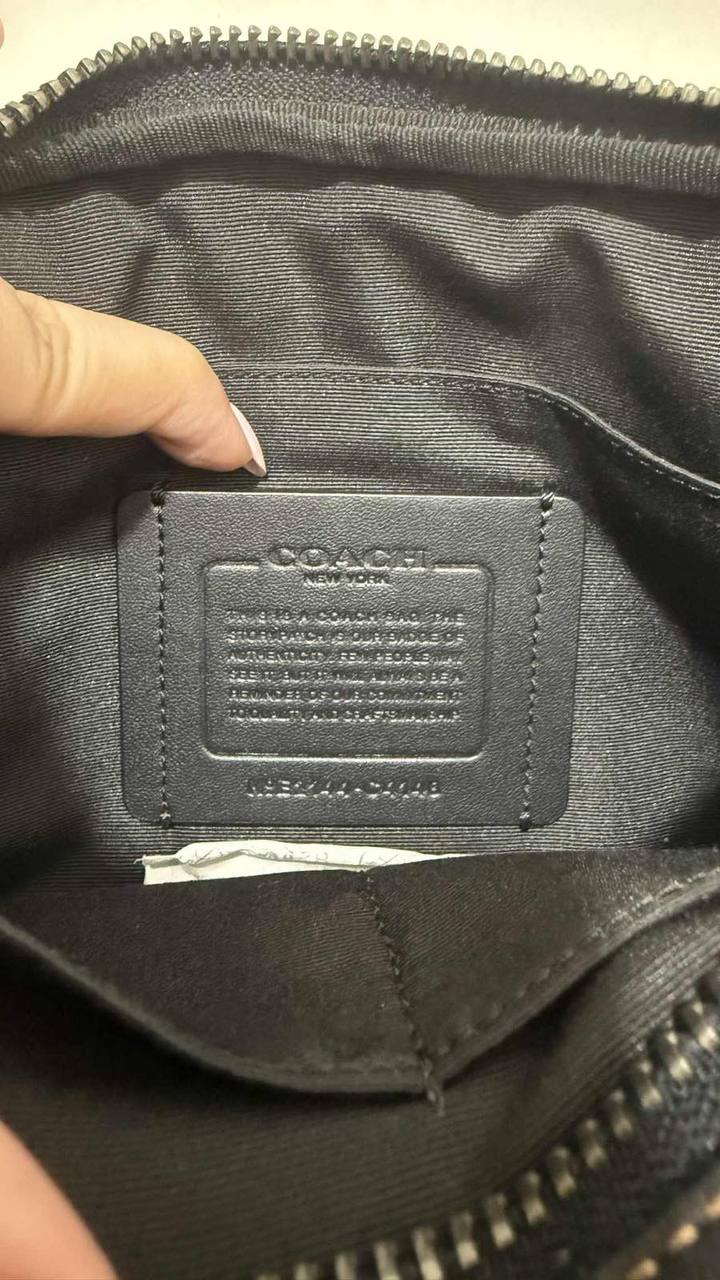 COACH
NEW YORK
THIS IS A COACH BAG. THE
STORYPATCH IS OUR BADGE OF
AUTHENTICITY. FEW PEOPLE MAY
SEE IT, BUT IT WILL ALWAYS BE A
REMINDER OF OUR COMMITMENT
TO QUALITY AND CRAFTSMANSHIP.